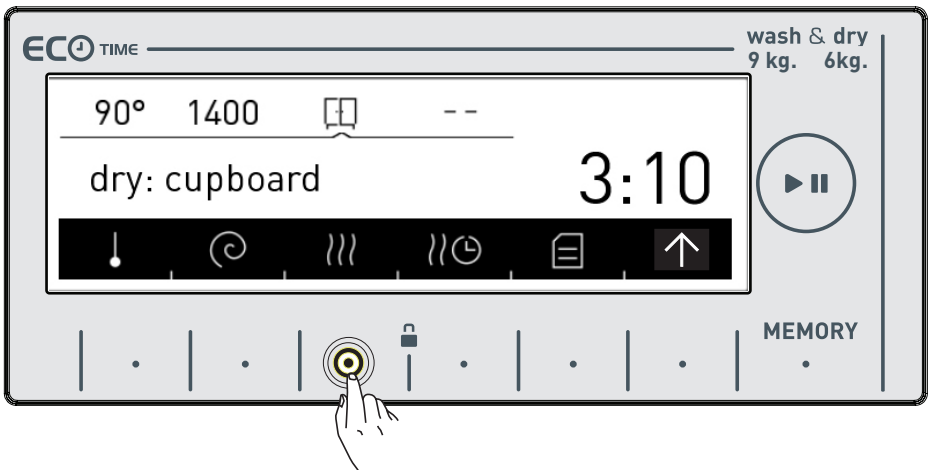 ECO TIME
wash & dry
9 kg. 6kg.
90° 1400 --
dry: cupboard
3:10
MEMORY